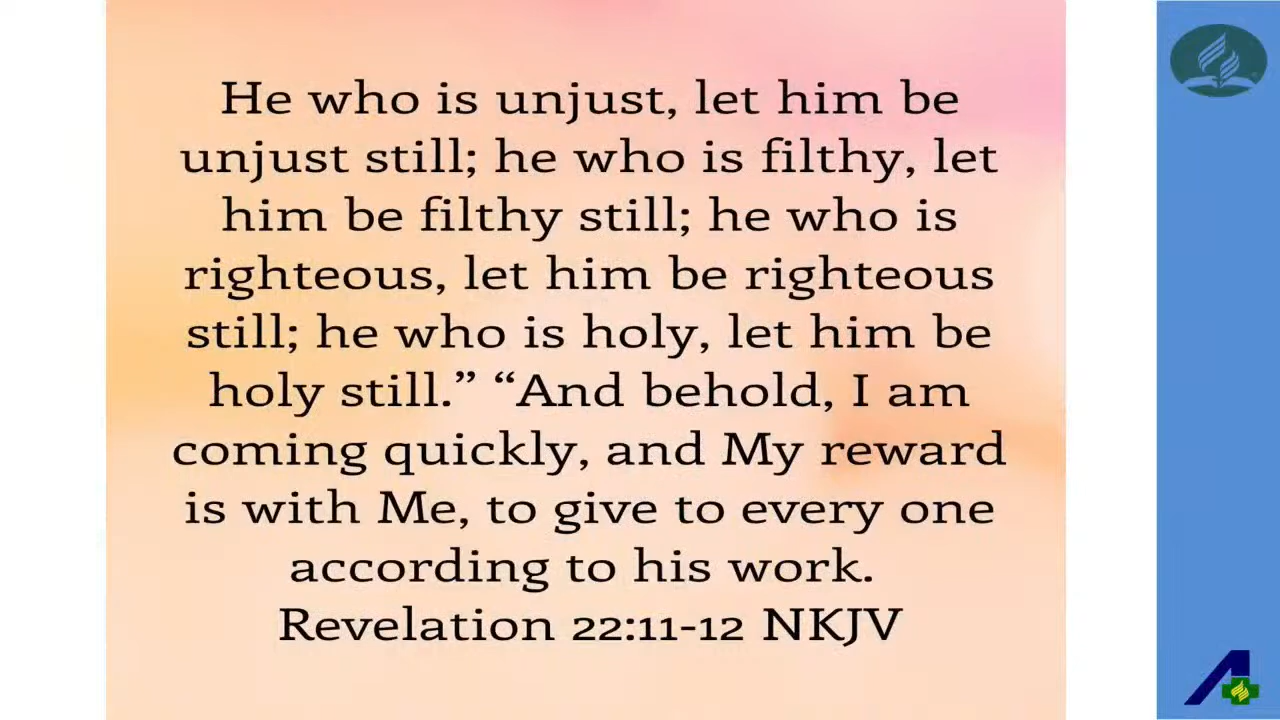 He who is unjust, let him be
unjust still; he who is filthy, let
him be filthy still; he who is
righteous, let him be righteous
still; he who is holy, let him be
holy still.” “And behold, I am
coming quickly, and My reward
is with Me, to give to every one
according to his work.
Revelation 22:11-12 NKJV